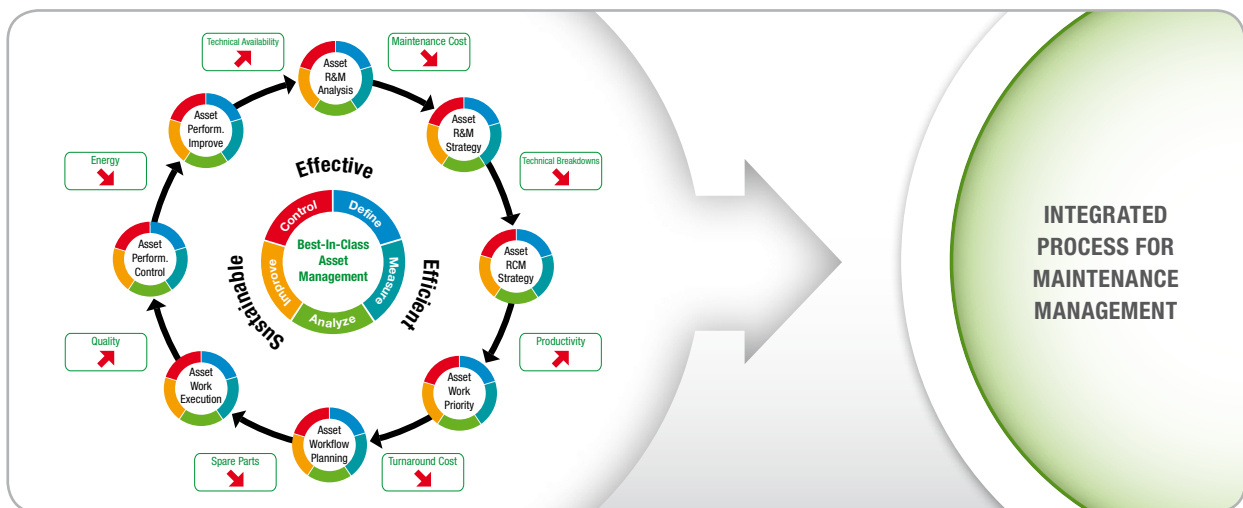 Technical Availability
Maintenance Cost
Asset
R&M
Analysis
Asset
Perform.
Improve
Asset
R&M
Strategy
Energy
Technical Breakdowns
Effective
Control
Define
Best-In-Class
Asset
Management
Improve
Measure
Analyze
Sustainable
Efficient
Asset
Perform.
Control
Asset
RCM
Strategy
Quality
Productivity
Asset
Work
Execution
Asset
Work
Priority
Asset
Workflow
Planning
Spare Parts
Turnaround Cost
INTEGRATED
PROCESS FOR
MAINTENANCE
MANAGEMENT